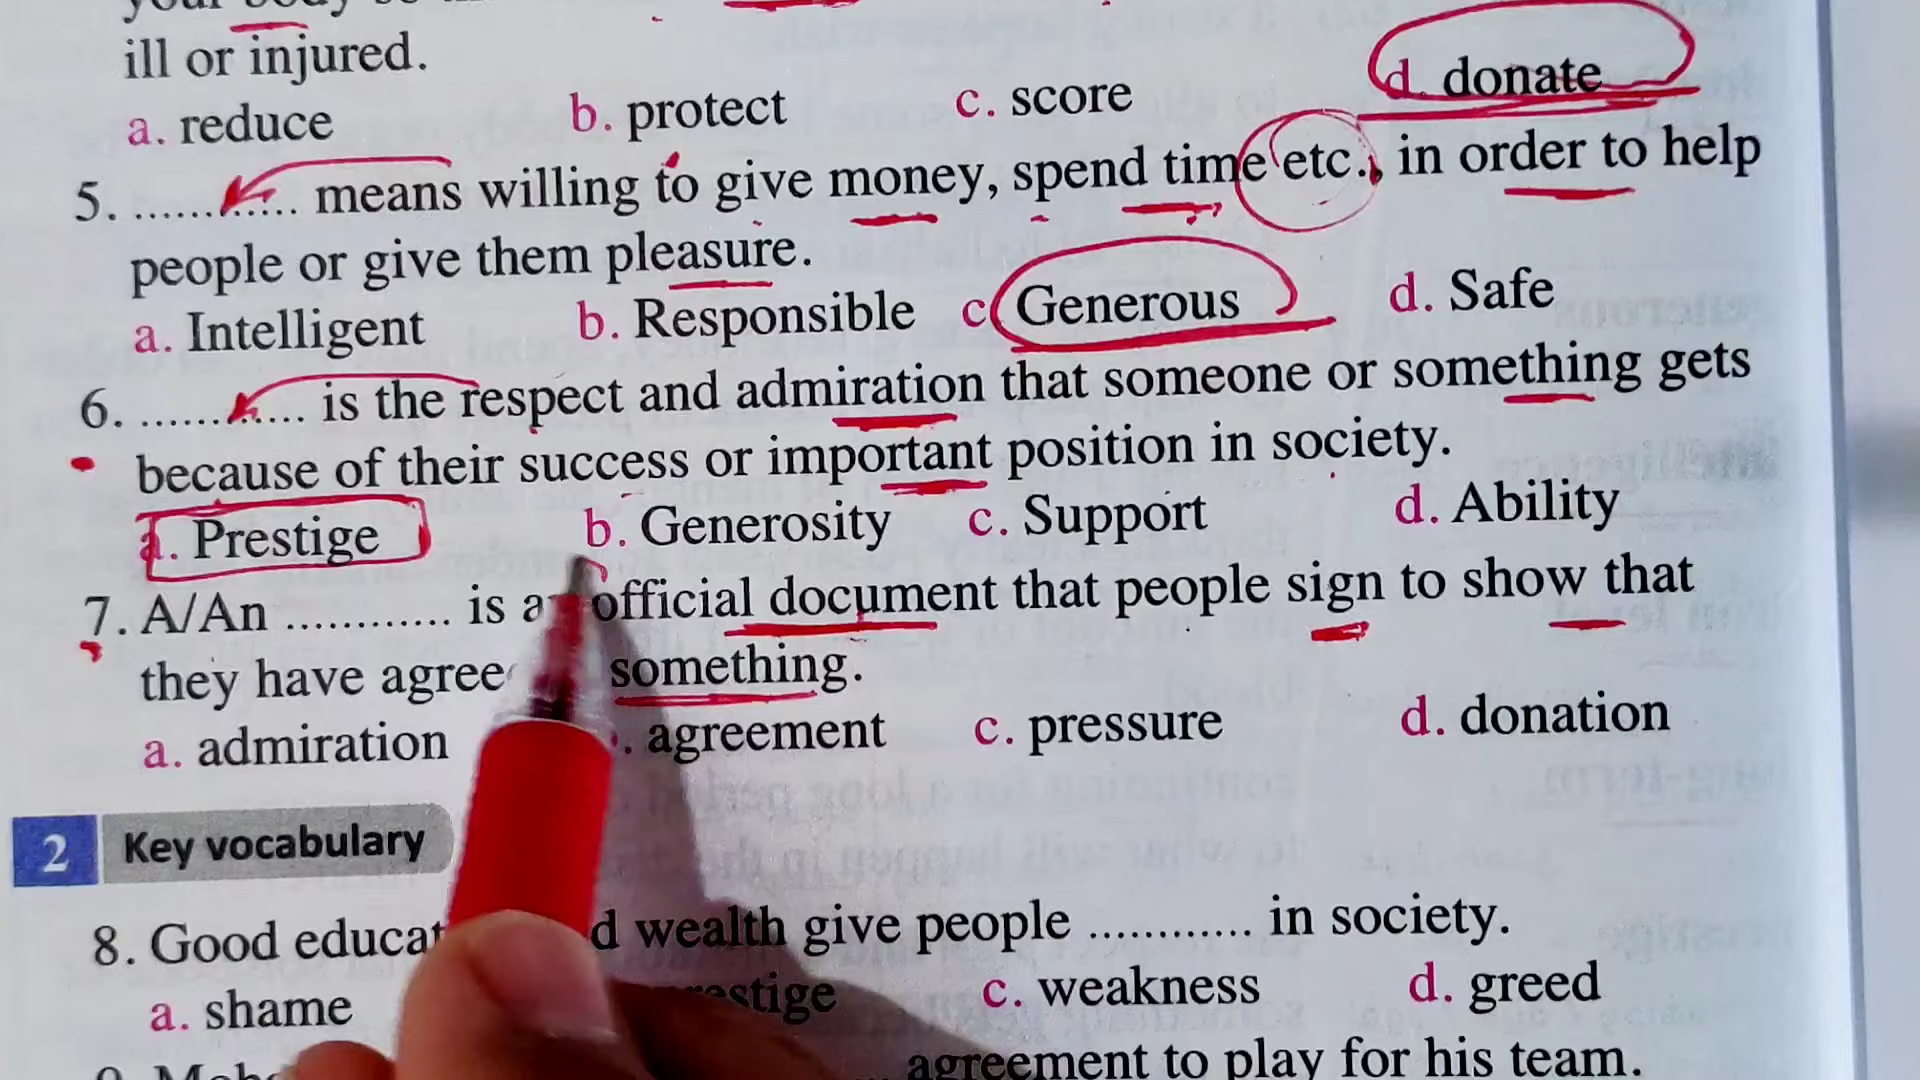 your body
ill or injured.
a. reduce b. protect c. score d. donate
5. ............ means willing to give money, spend time etc., in order to help
people or give them pleasure.
a. Intelligent b. Responsible c Generous d. Safe
6. ............ is the respect and admiration that someone or something gets
because of their success or important position in society.
a. Prestige b. Generosity c. Support d. Ability
7. A/An ............ is official document that people sign to show that
they have something.
a. admiration agreement c. pressure d. donation
2 Key vocabulary
8. Good wealth give people ............ in society.
a. shame c. weakness d. greed
agreement to play for his team.